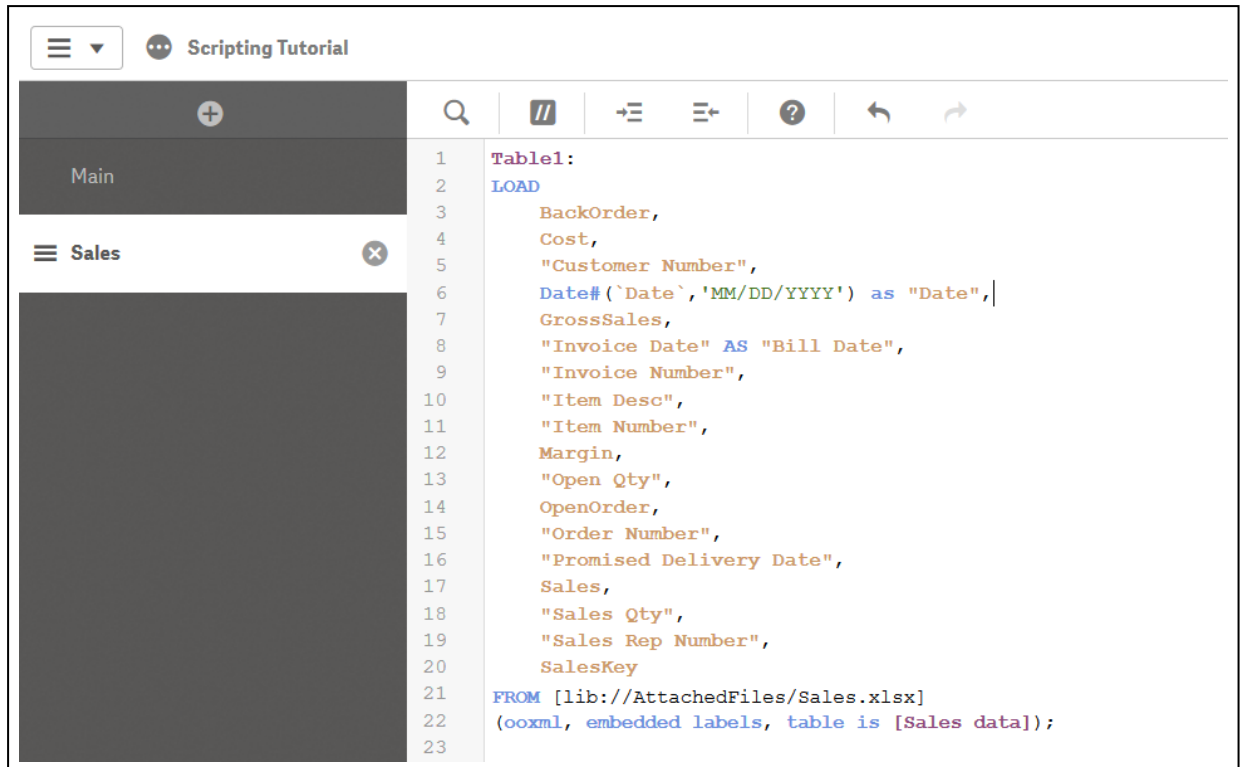 Scripting Tutorial
Main
Sales
1 Table1:
2 LOAD
3 BackOrder,
4 Cost,
5 "Customer Number",
6 Date#(`Date`,'MM/DD/YYYY') as "Date",
7 GrossSales,
8 "Invoice Date" AS "Bill Date",
9 "Invoice Number",
10 "Item Desc",
11 "Item Number",
12 Margin,
13 "Open Qty",
14 OpenOrder,
15 "Order Number",
16 "Promised Delivery Date",
17 Sales,
18 "Sales Qty",
19 "Sales Rep Number",
20 SalesKey
21 FROM [lib://AttachedFiles/Sales.xlsx]
22 (ooxml, embedded labels, table is [Sales data]);
23